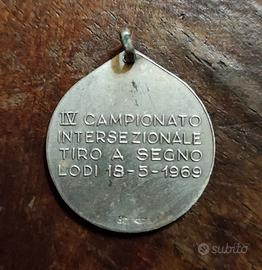 IV CAMPIONATO
INTERSEZIONALE
TIRO A SEGNO
LODI 18-5-1969
subito